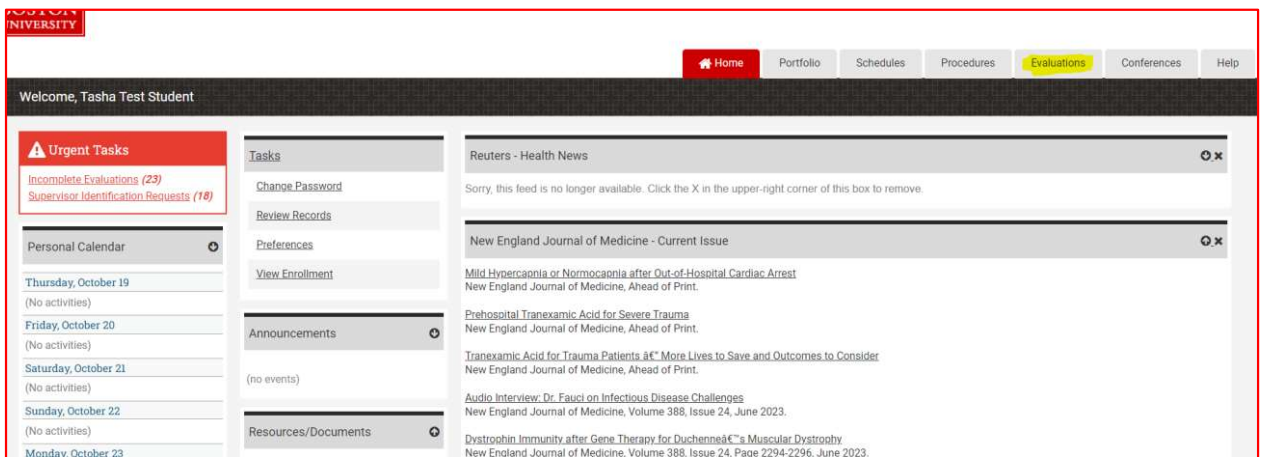 BOSTON
UNIVERSITY
Home
Portfolio
Schedules
Procedures
Evaluations
Conferences
Help
Welcome, Tasha Test Student
Urgent Tasks
Incomplete Evaluations (23)
Supervisor Identification Requests (18)
Personal Calendar
Thursday, October 19
(No activities)
Friday, October 20
(No activities)
Saturday, October 21
(No activities)
Sunday, October 22
(No activities)
Monday, October 23
Tasks
Change Password
Review Records
Preferences
View Enrollment
Announcements
(no events)
Resources/Documents
Reuters - Health News
Sorry, this feed is no longer available. Click the X in the upper-right corner of this box to remove.
New England Journal of Medicine - Current Issue
Mild Hypercapnia or Normocapnia after Out-of-Hospital Cardiac Arrest
New England Journal of Medicine, Ahead of Print.
Prehospital Tranexamic Acid for Severe Trauma
New England Journal of Medicine, Ahead of Print.
Tranexamic Acid for Trauma Patients â€“ More Lives to Save and Outcomes to Consider
New England Journal of Medicine, Ahead of Print.
Audio Interview: Dr. Fauci on Infectious Disease Challenges
New England Journal of Medicine, Volume 388, Issue 24, June 2023.
Dystrophin Immunity after Gene Therapy for Duchenneâ€™s Muscular Dystrophy
New England Journal of Medicine, Volume 388, Issue 24, Page 2294-2296, June 2023.